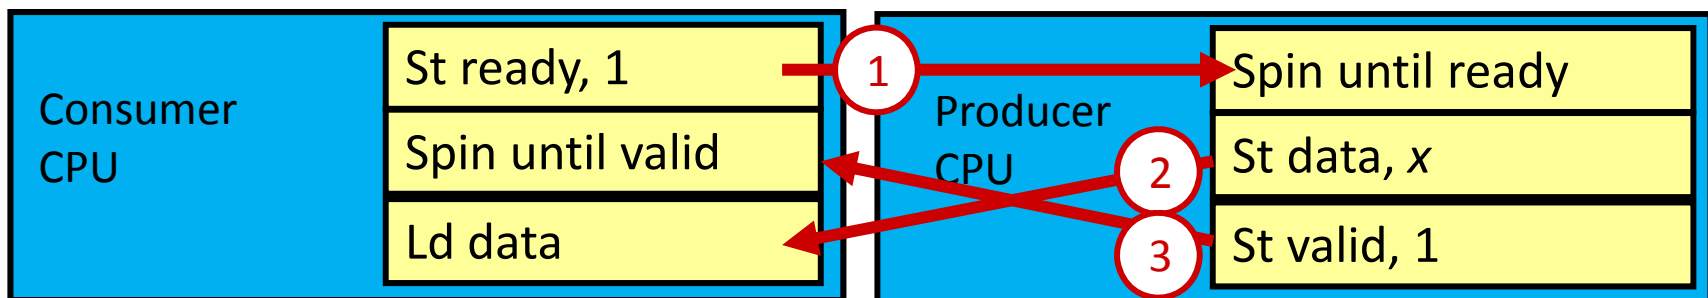 Consumer
CPU
St ready, 1
Spin until valid
Ld data
1
2
3
Producer
CPU
Spin until ready
St data, x
St valid, 1